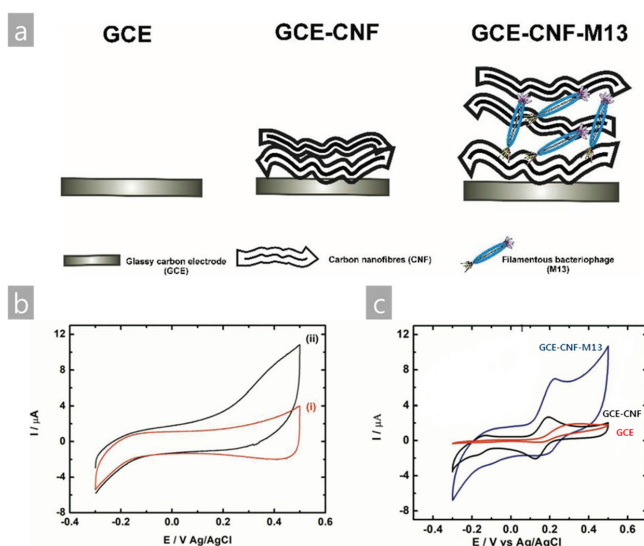 a
GCE
GCE-CNF
GCE-CNF-M13
Glassy carbon electrode
(GCE)
Carbon nanofibres (CNF)
Filamentous bacteriophage
(M13)
b
12
8
4
0
-4
-8
I / μA
(ii)
(i)
-0.4 -0.2 0.0 0.2 0.4 0.6
E / V Ag/AgCl
c
12
8
4
0
-4
8
I / μA
GCE-CNF-M13
GCE-CNF
GCE
-0.4 -0.2 0.0 0.2 0.4 0.6
E / V vs Ag/AgCl